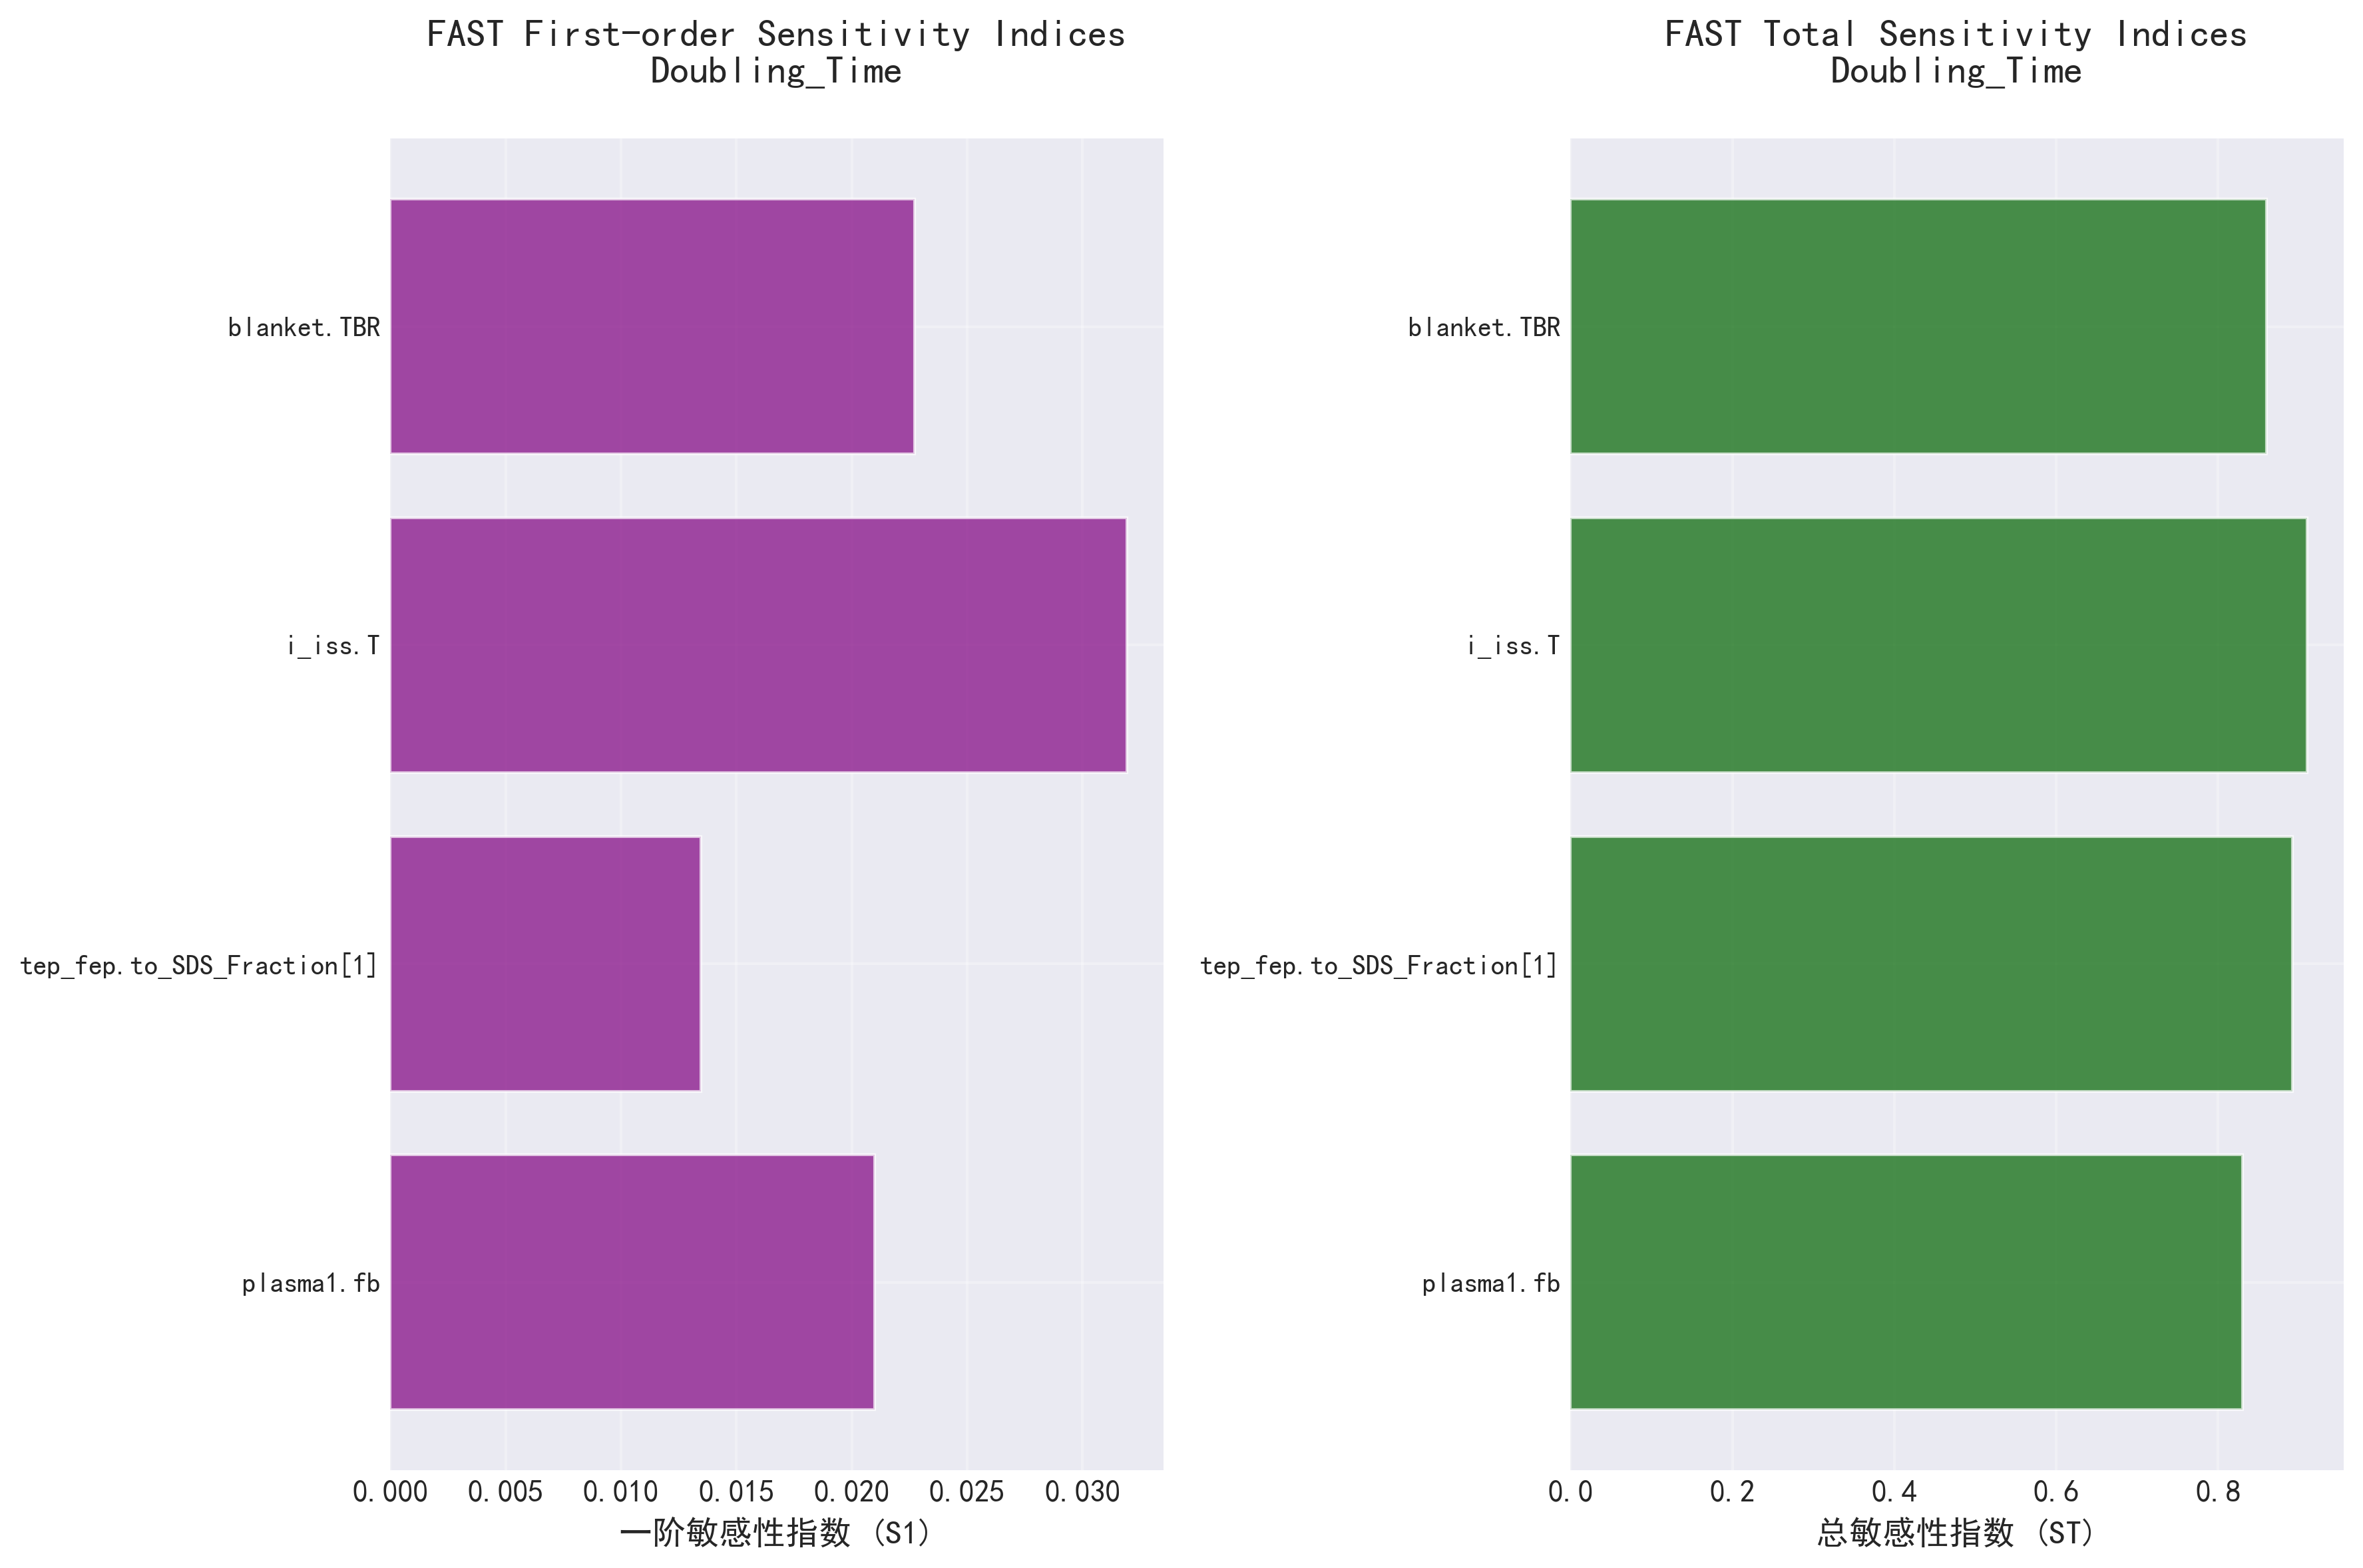 FAST First-order Sensitivity Indices
Doubling_Time
blanket.TBR
i_iss.T
tep_fep.to_SDS_Fraction[1]
plasma1.fb
0.000 0.005 0.010 0.015 0.020 0.025 0.030
一阶敏感性指数 (S1)
FAST Total Sensitivity Indices
Doubling_Time
blanket.TBR
i_iss.T
tep_fep.to_SDS_Fraction[1]
plasma1.fb
0.0 0.2 0.4 0.6 0.8
总敏感性指数 (ST)